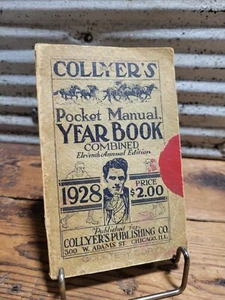 COLLYER'S
Pocket Manual,
YEAR BOOK
COMBINED
Eleventh Annual Edition
1928
PRICE
$2.00
Published by
COLLYER'S PUBLISHING CO.
500 W. ADAMS ST. CHICAGO, ILL.